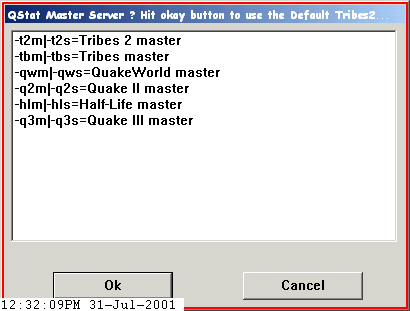 QStat Master Server ? Hit okay button to use the Default Tribes2...
-t2m|-t2s=Tribes 2 master
-tbm|-tbs=Tribes master
-qwm|-qws=QuakeWorld master
-q2m|-q2s=Quake II master
-hlm|-hls=Half-Life master
-q3m|-q3s=Quake III master
Ok Cancel
12:32:09PM 31-Jul-2001